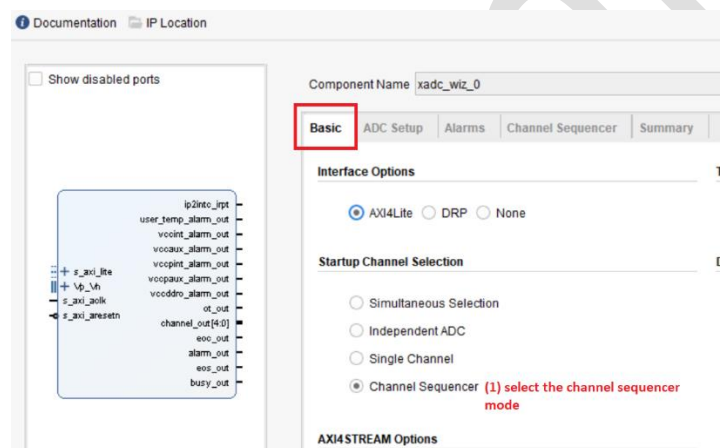 Documentation IP Location
Show disabled ports
Component Name xadc_wiz_0
Basic ADC Setup Alarms Channel Sequencer Summary
Interface Options
AXI4Lite DRP None
Startup Channel Selection
Simultaneous Selection
Independent ADC
Single Channel
Channel Sequencer (1) select the channel sequencer
mode
AXI4STREAM Options
ip2intc_irpt
user_temp_alarm_out
vccint_alarm_out
vccaux_alarm_out
vccpint_alarm_out
vccpaux_alarm_out
vccddro_alarm_out
ot_out
channel_out[4:0]
eoc_out
alarm_out
eos_out
busy_out
s_axi_lite
Vp_Vn
s_axi_aclk
s_axi_aresetn